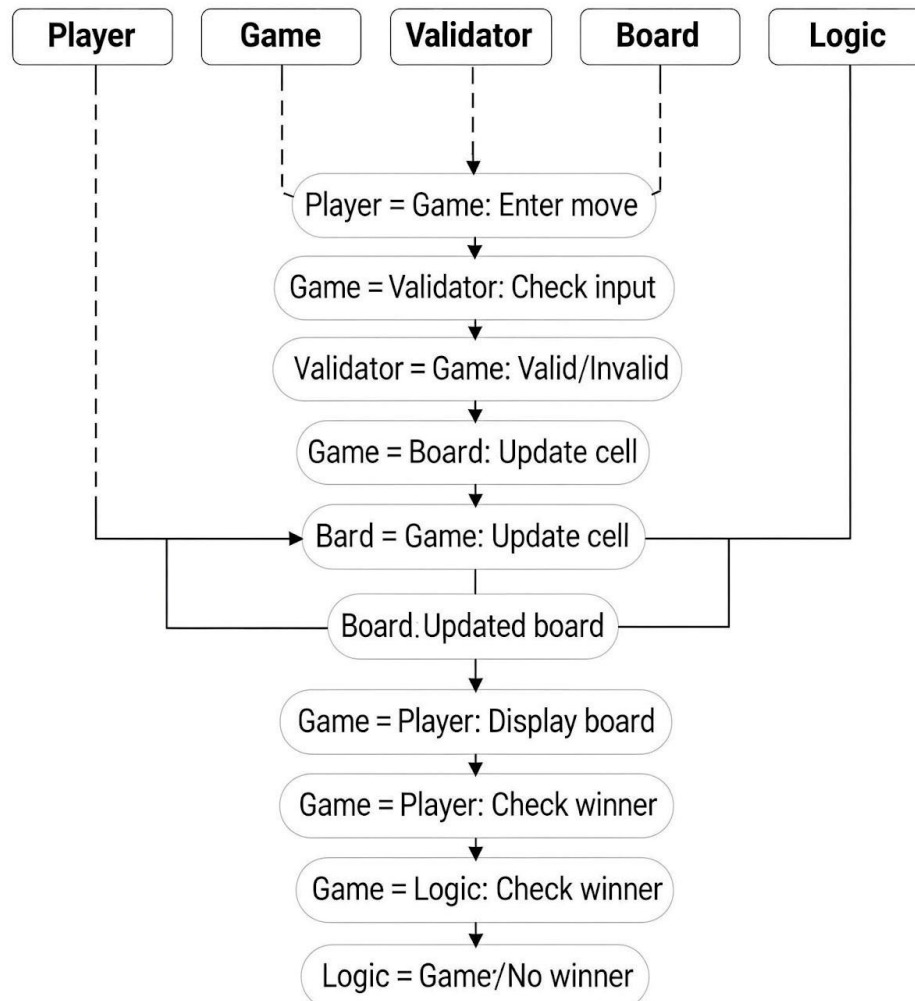 Player
Game
Validator
Board
Logic
Player = Game: Enter move
Game = Validator: Check input
Validator = Game: Valid/Invalid
Game = Board: Update cell
Bard = Game: Update cell
Board: Updated board
Game = Player: Display board
Game = Player: Check winner
Game = Logic: Check winner
Logic = Game:/No winner